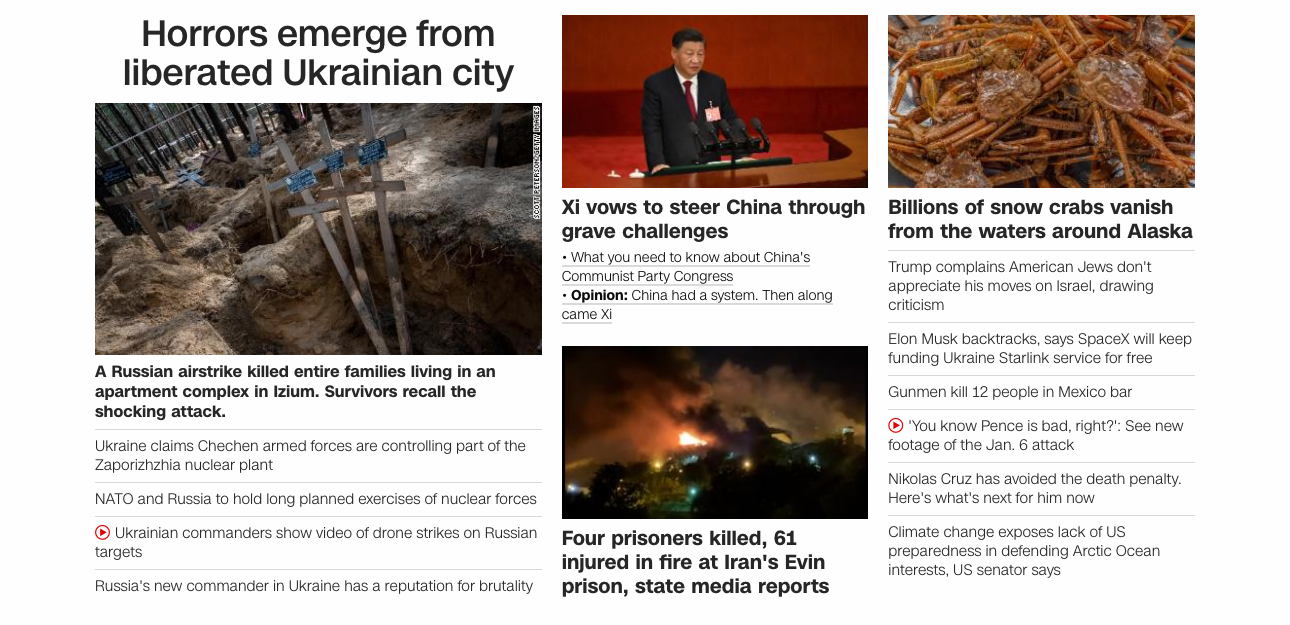 Horrors emerge from
liberated Ukrainian city
SCOTT PETERSON/GETTY IMAGES
A Russian airstrike killed entire families living in an
apartment complex in Izium. Survivors recall the
shocking attack.
Ukraine claims Chechen armed forces are controlling part of the
Zaporizhzhia nuclear plant
NATO and Russia to hold long planned exercises of nuclear forces
Ukrainian commanders show video of drone strikes on Russian
targets
Russia's new commander in Ukraine has a reputation for brutality
Xi vows to steer China through
grave challenges
• What you need to know about China's
Communist Party Congress
• Opinion: China had a system. Then along
came Xi
Four prisoners killed, 61
injured in fire at Iran's Evin
prison, state media reports
Billions of snow crabs vanish
from the waters around Alaska
Trump complains American Jews don't
appreciate his moves on Israel, drawing
criticism
Elon Musk backtracks, says SpaceX will keep
funding Ukraine Starlink service for free
Gunmen kill 12 people in Mexico bar
'You know Pence is bad, right?': See new
footage of the Jan. 6 attack
Nikolas Cruz has avoided the death penalty.
Here's what's next for him now
Climate change exposes lack of US
preparedness in defending Arctic Ocean
interests, US senator says